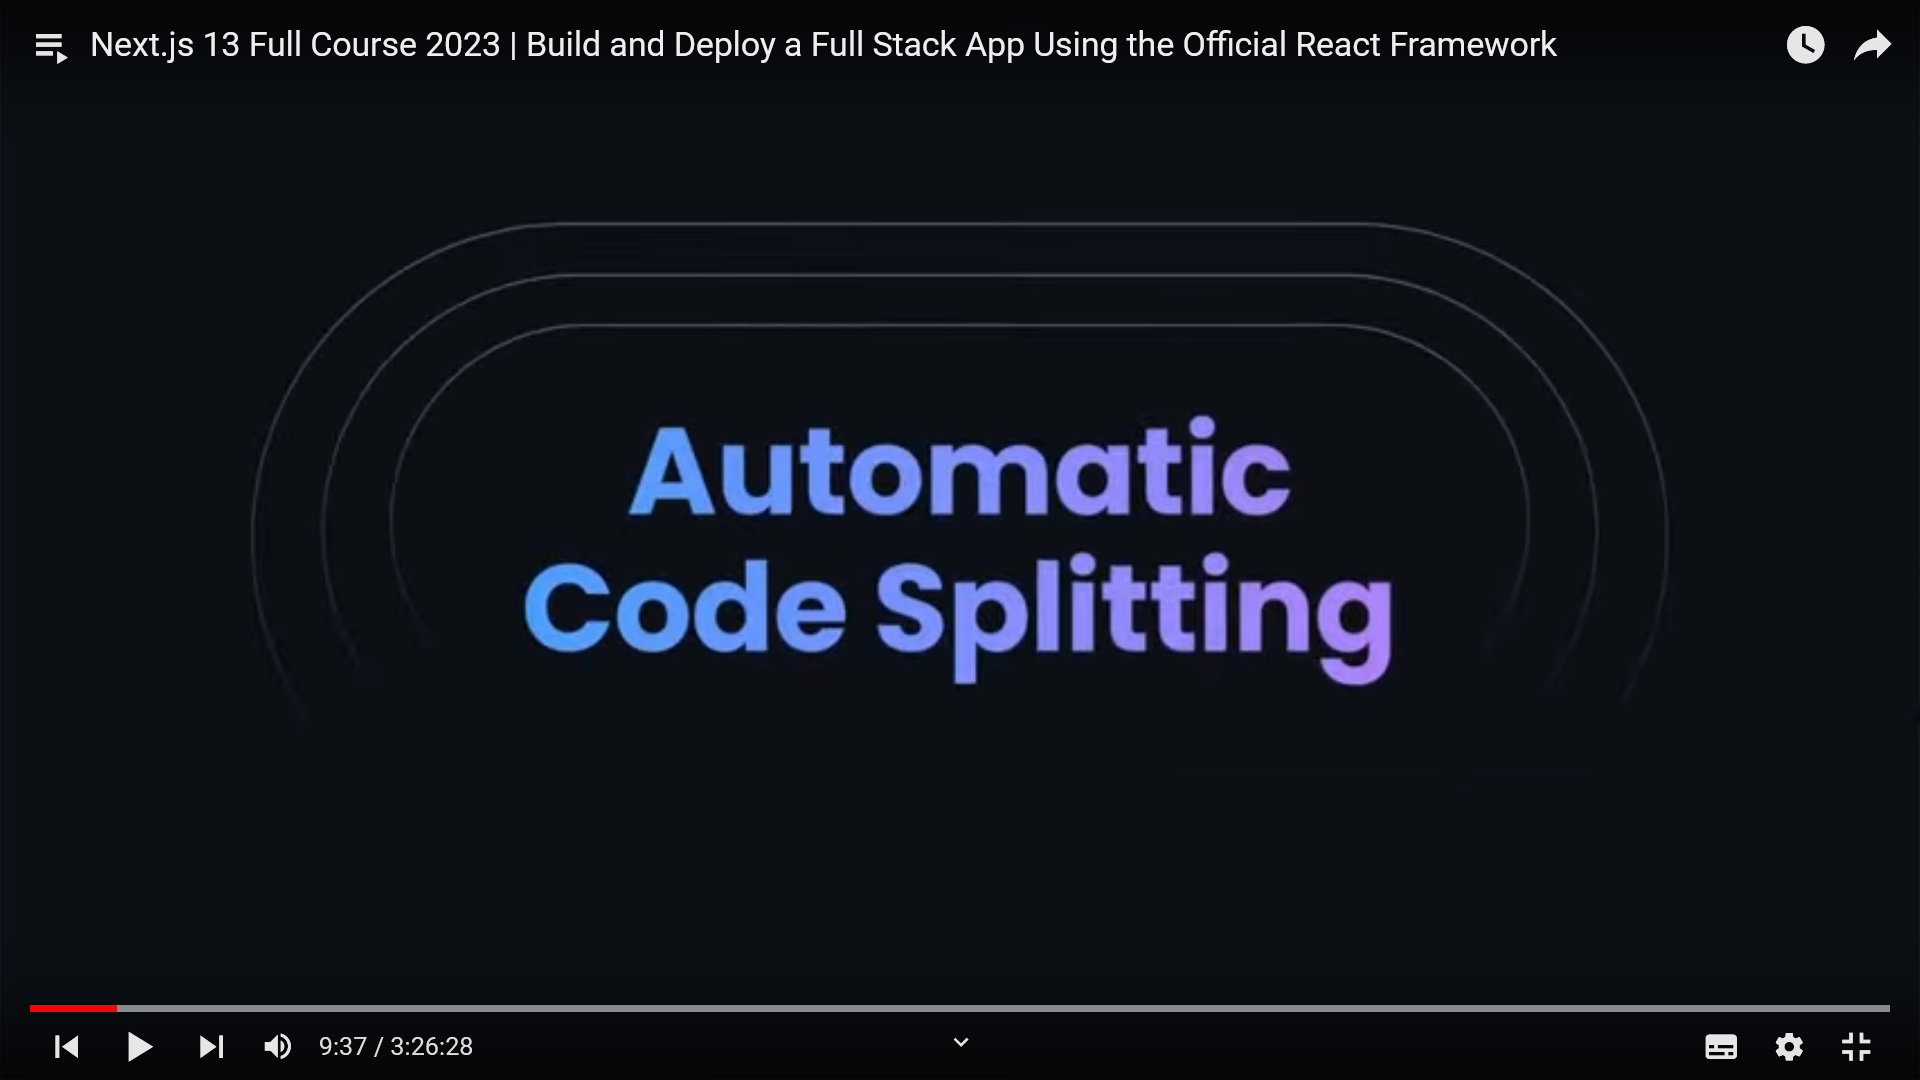 Next.js 13 Full Course 2023 | Build and Deploy a Full Stack App Using the Official React Framework
Automatic
Code Splitting
9:37 / 3:26:28